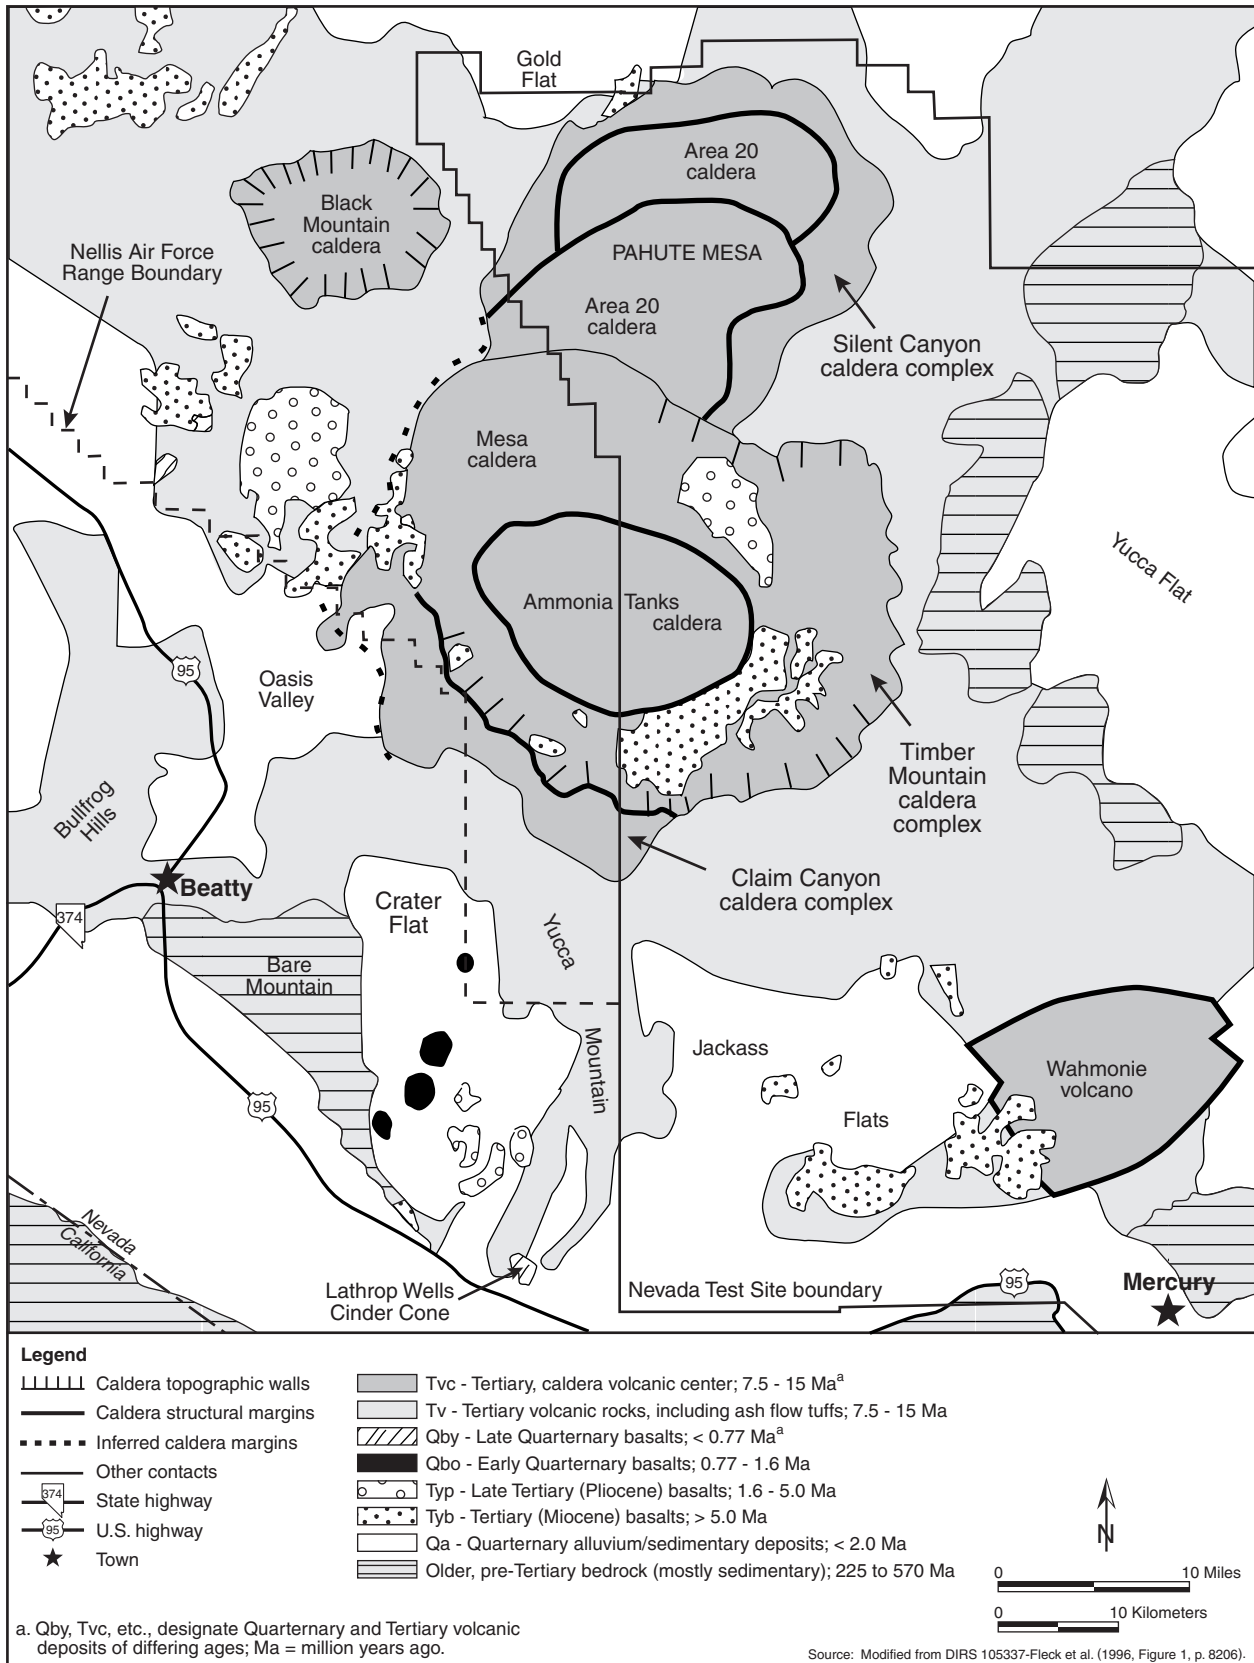 Gold
Flat
Area 20
caldera
Black
Mountain
caldera
Nellis Air Force
Range Boundary
PAHUTE MESA
Area 20
caldera
Silent Canyon
caldera complex
Mesa
caldera
Yucca Flat
Ammonia Tanks
caldera
95
Oasis
Valley
Timber
Mountain
caldera
complex
Bullfrog
Hills
Beatty
Claim Canyon
caldera complex
374
Crater
Flat
Yucca
Mountain
Bare
Mountain
Jackass
Flats
Wahmonie
volcano
95
Nevada
California
Lathrop Wells
Cinder Cone
Nevada Test Site boundary
95
Mercury
Legend
Caldera topographic walls
Caldera structural margins
Inferred caldera margins
Other contacts
374 State highway
95 U.S. highway
Town
Tvc - Tertiary, caldera volcanic center; 7.5 - 15 Maᵃ
Tv - Tertiary volcanic rocks, including ash flow tuffs; 7.5 - 15 Ma
Qby - Late Quarternary basalts; < 0.77 Maᵃ
Qbo - Early Quarternary basalts; 0.77 - 1.6 Ma
Typ - Late Tertiary (Pliocene) basalts; 1.6 - 5.0 Ma
Tyb - Tertiary (Miocene) basalts; > 5.0 Ma
Qa - Quarternary alluvium/sedimentary deposits; < 2.0 Ma
Older, pre-Tertiary bedrock (mostly sedimentary); 225 to 570 Ma
N
0 10 Miles
0 10 Kilometers
a. Qby, Tvc, etc., designate Quarternary and Tertiary volcanic
deposits of differing ages; Ma = million years ago.
Source: Modified from DIRS 105337-Fleck et al. (1996, Figure 1, p. 8206).